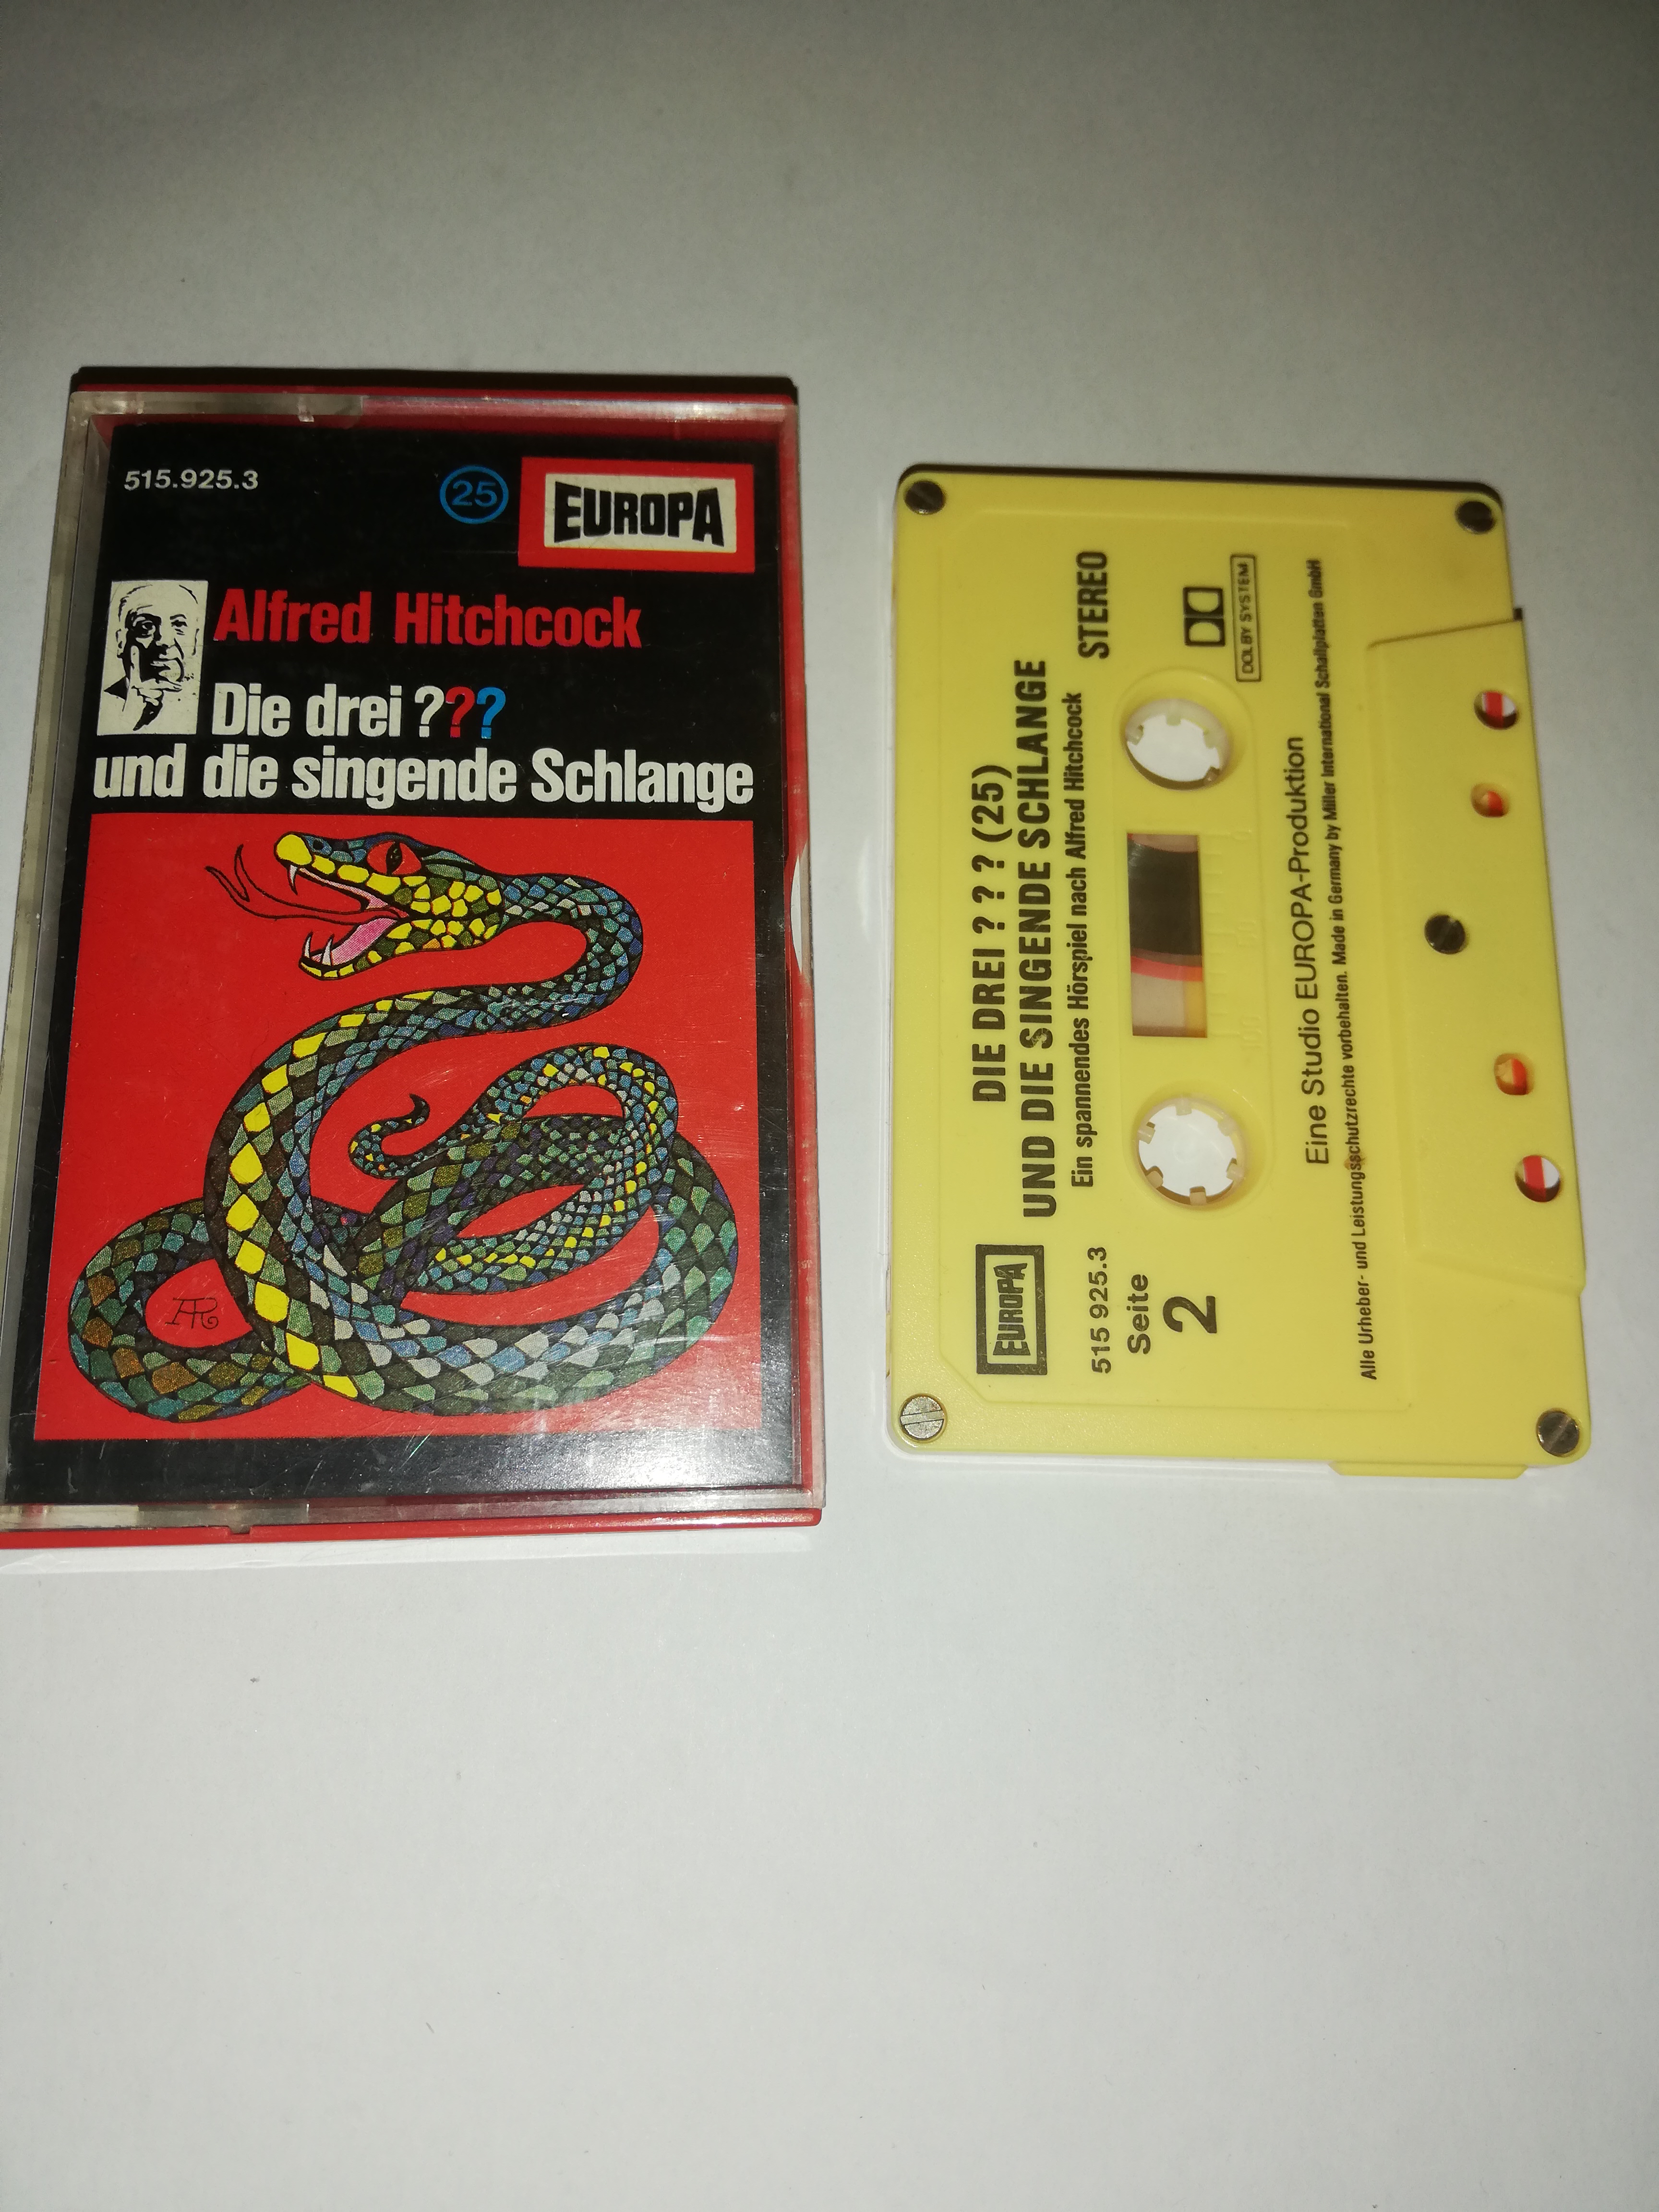 515.925.3
25
EUROPA
Alfred Hitchcock
Die drei ???
und die singende Schlange
AR
DIE DREI ? ? ? (25)
UND DIE SINGENDE SCHLANGE
Ein spannendes Hörspiel nach Alfred Hitchcock
STEREO
EUROPA
515 925.3
Seite
2
DOLBY SYSTEM
Eine Studio EUROPA-Produktion
Alle Urheber- und Leistungsschutzrechte vorbehalten. Made in Germany by Miller International Schallplatten GmbH